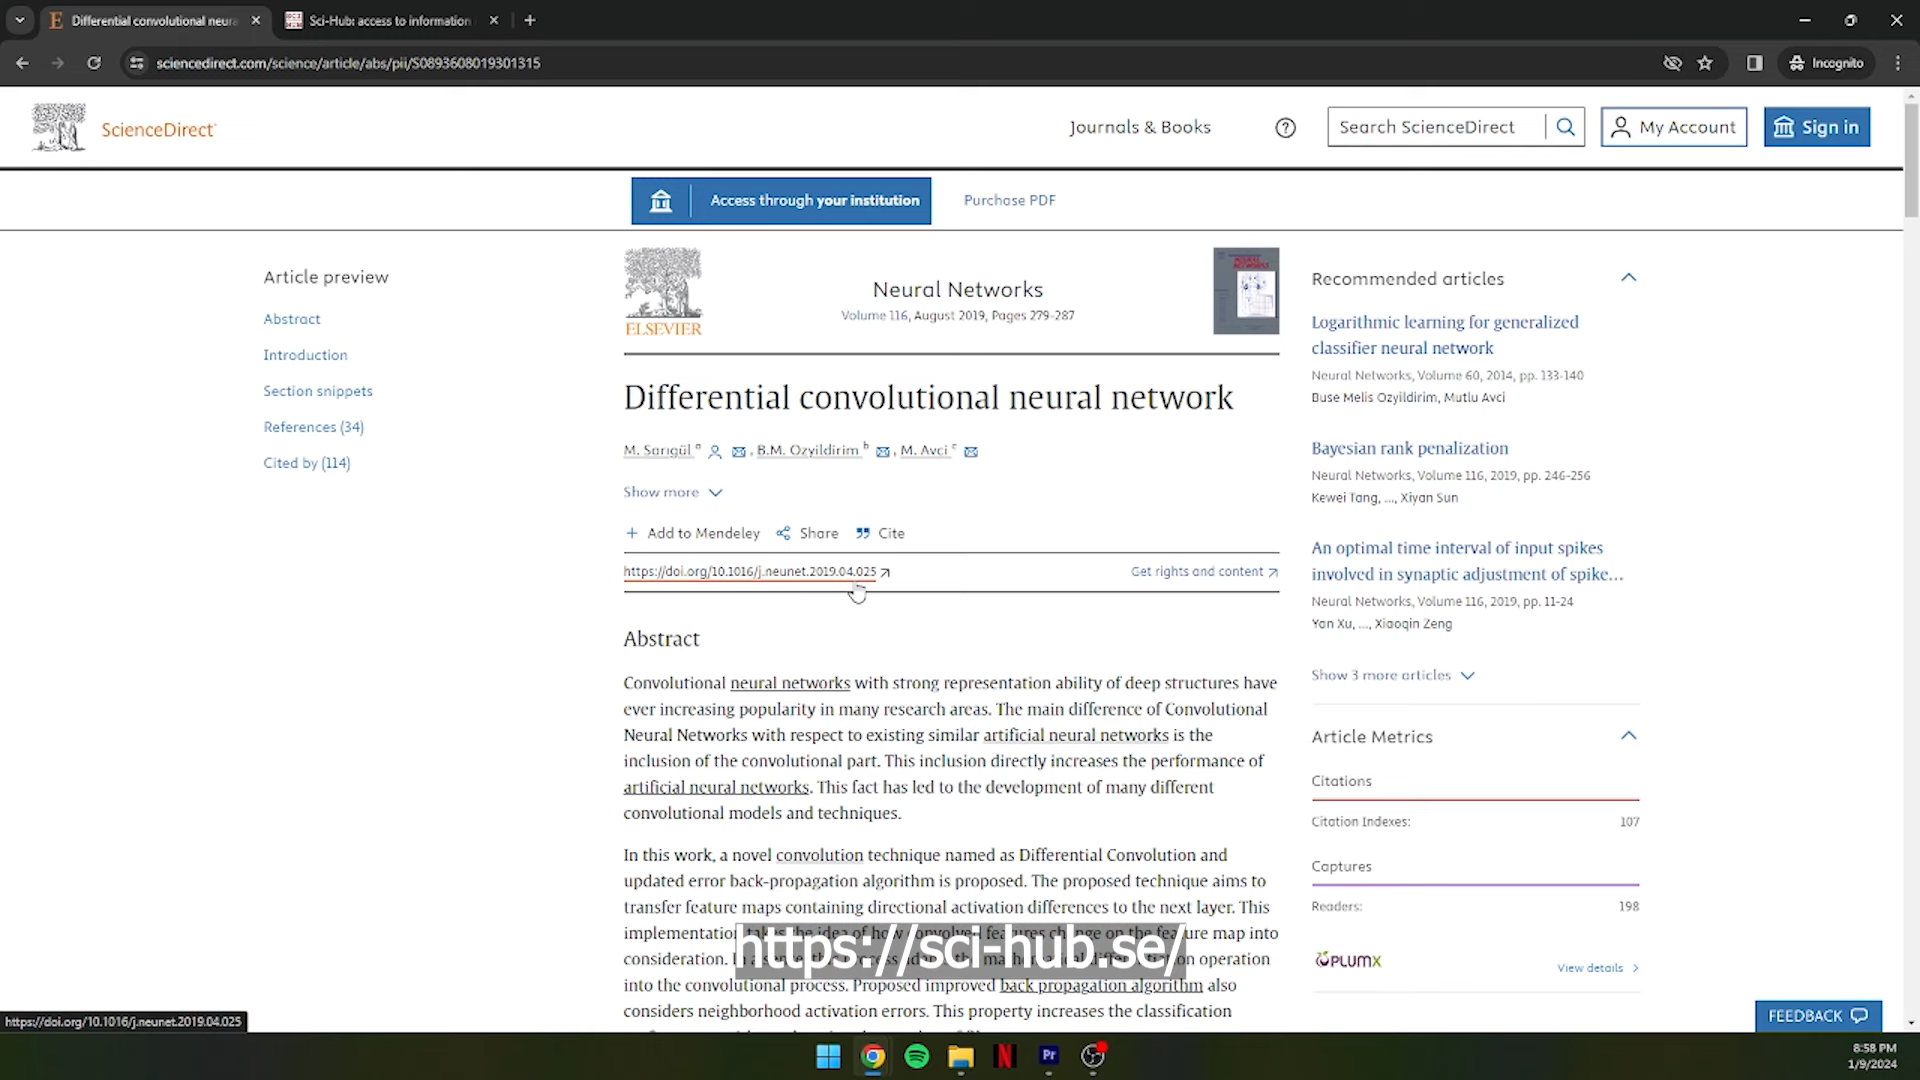 Differential convolutional neura
Sci-Hub: access to information
sciencedirect.com/science/article/abs/pii/S0893608019301315
Incognito
ScienceDirect
Journals & Books
Search ScienceDirect
My Account
Sign in
Access through your institution
Purchase PDF
Article preview
Abstract
Introduction
Section snippets
References (34)
Cited by (114)
ELSEVIER
Neural Networks
Volume 116, August 2019, Pages 279-287
NEURAL NETWORKS
Differential convolutional neural network
M. Sarıgül a, B.M. Ozyildirim b, M. Avci c
Show more
Add to Mendeley Share Cite
https://doi.org/10.1016/j.neunet.2019.04.025
Get rights and content
Abstract
Convolutional neural networks with strong representation ability of deep structures have
ever increasing popularity in many research areas. The main difference of Convolutional
Neural Networks with respect to existing similar artificial neural networks is the
inclusion of the convolutional part. This inclusion directly increases the performance of
artificial neural networks. This fact has led to the development of many different
convolutional models and techniques.
In this work, a novel convolution technique named as Differential Convolution and
updated error back-propagation algorithm is proposed. The proposed technique aims to
transfer feature maps containing directional activation differences to the next layer. This
implementation takes the idea of how convolved features change on the feature map into
consideration. operation
into the convolutional process. Proposed improved back propagation algorithm also
considers neighborhood activation errors. This property increases the classification
https://sci-hub.se/
Recommended articles
Logarithmic learning for generalized
classifier neural network
Neural Networks, Volume 60, 2014, pp. 133-140
Buse Melis Ozyildirim, Mutlu Avci
Bayesian rank penalization
Neural Networks, Volume 116, 2019, pp. 246-256
Kewei Tang, ..., Xiyan Sun
An optimal time interval of input spikes
involved in synaptic adjustment of spike...
Neural Networks, Volume 116, 2019, pp. 11-24
Yan Xu, ..., Xiaoqin Zeng
Show 3 more articles
Article Metrics
Citations
Citation Indexes: 107
Captures
Readers: 198
PLUMX
View details
FEEDBACK
https://doi.org/10.1016/j.neunet.2019.04.025
Pr
8:58 PM
1/9/2024